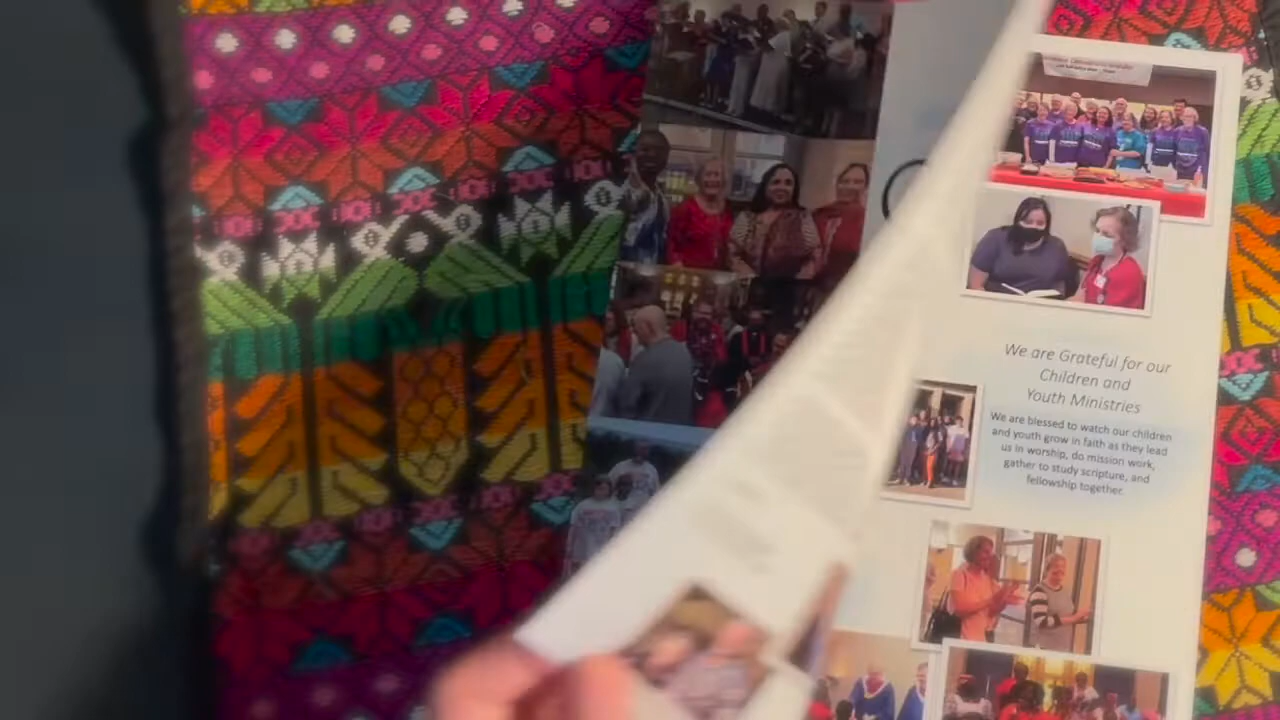 We are Grateful for our
Children and
Youth Ministries
We are blessed to watch our children
and youth grow in faith as they lead
us in worship, do mission work,
gather to study scripture, and
fellowship together.